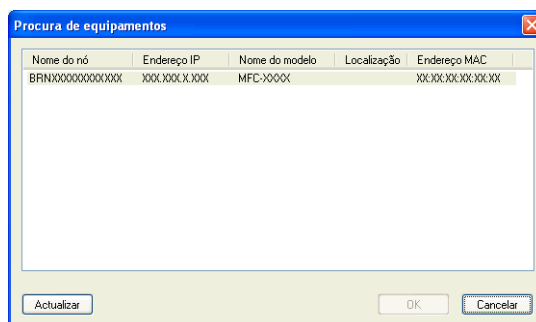 Procura de equipamentos
Nome do nó Endereço IP Nome do modelo Localização Endereço MAC
BRNXXXXXXXXXXXX XXX.XXX.X.XXX MFC-XXXX XX:XX:XX:XX:XX:XX
Actualizar OK Cancelar